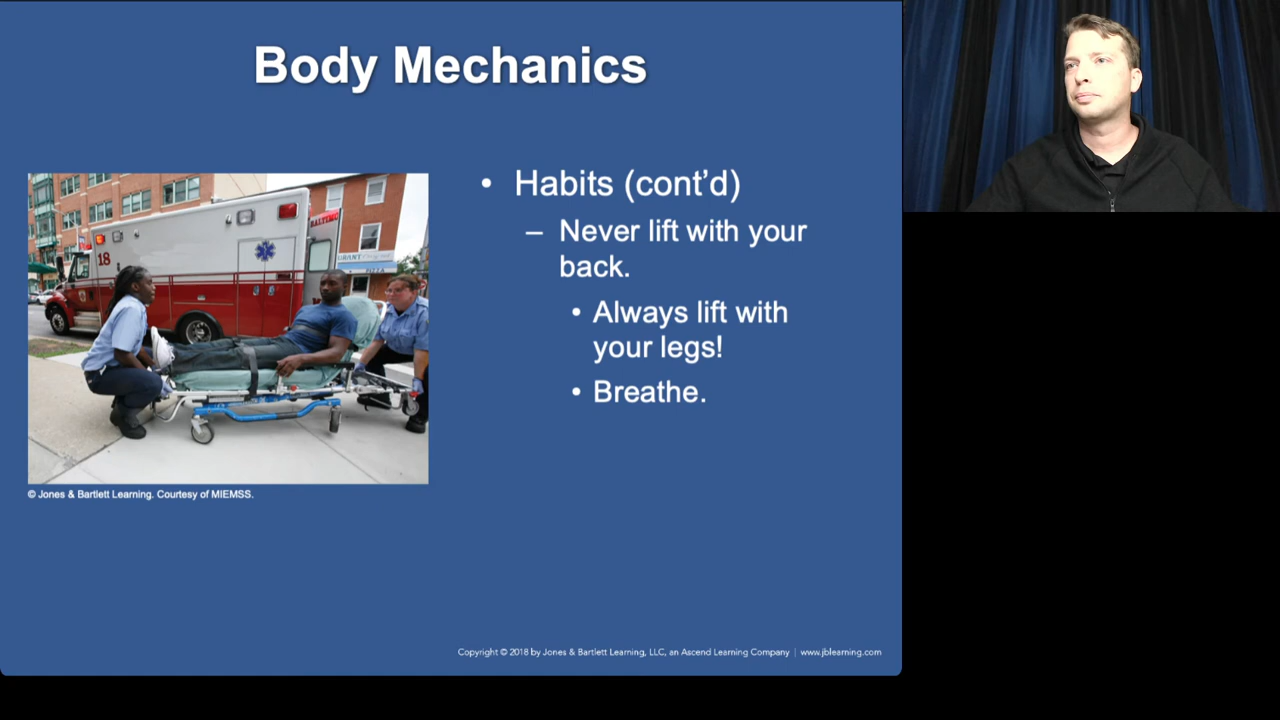 Body Mechanics
• Habits (cont’d)
– Never lift with your
back.
• Always lift with
your legs!
• Breathe.
18
© Jones & Bartlett Learning. Courtesy of MIEMSS.
Copyright © 2018 by Jones & Bartlett Learning, LLC, an Ascend Learning Company | www.jblearning.com